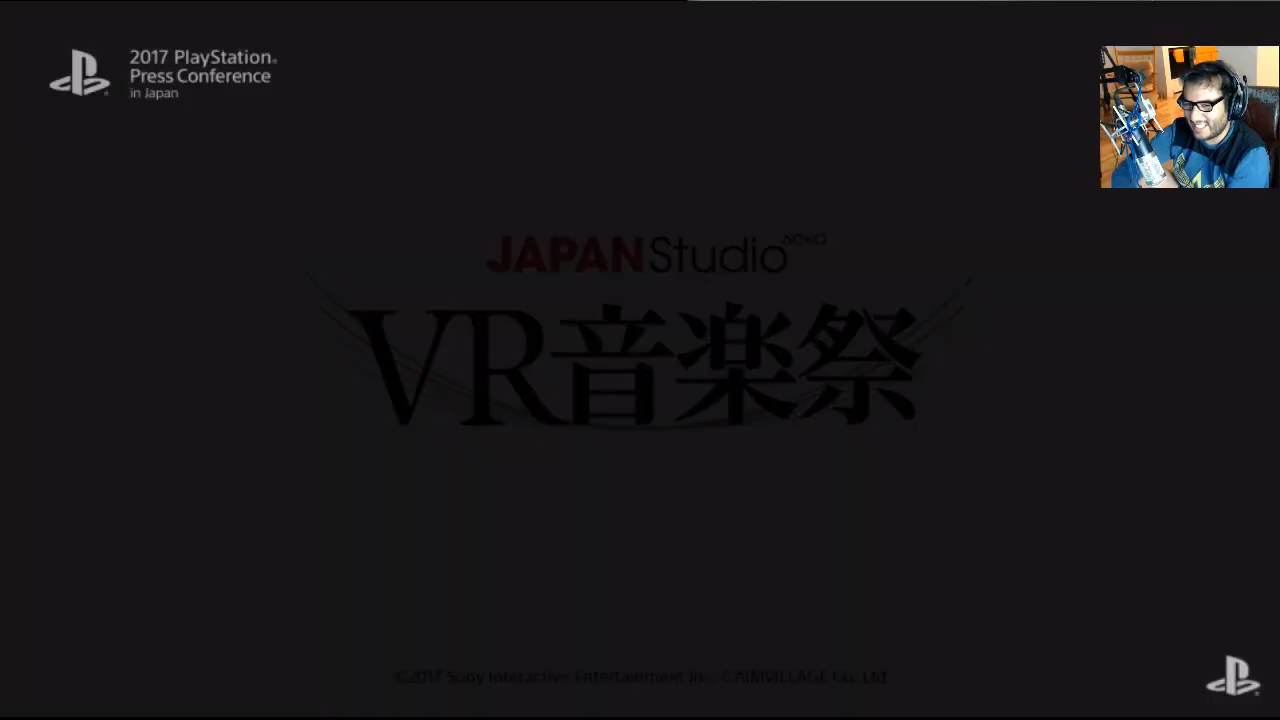 2017 PlayStation®
Press Conference
in Japan
JAPANStudio
VR音楽祭
©2017 Sony Interactive Entertainment Inc. ©AIMVILLAGE Co.,Ltd